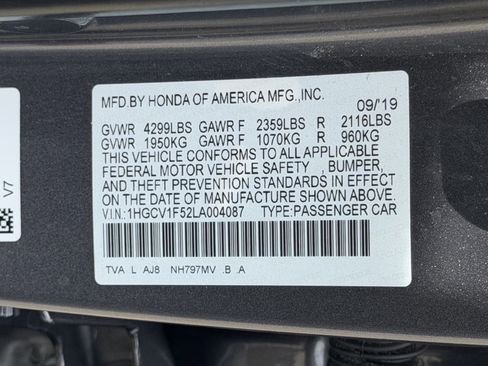 MFD.BY HONDA OF AMERICA MFG.,INC.
09/'19
GVWR 4299LBS GAWR F 2359LBS R 2116LBS
GVWR 1950KG GAWR F 1070KG R 960KG
THIS VEHICLE CONFORMS TO ALL APPLICABLE
FEDERAL MOTOR VEHICLE SAFETY , BUMPER,
AND THEFT PREVENTION STANDARDS IN EFFECT
ON THE DATE OF MANUFACTURE SHOWN ABOVE.
V.I.N.: 1HGCV1F52LA004087 TYPE:PASSENGER CAR
TVA L AJ8 NH797MV .B .A
V7